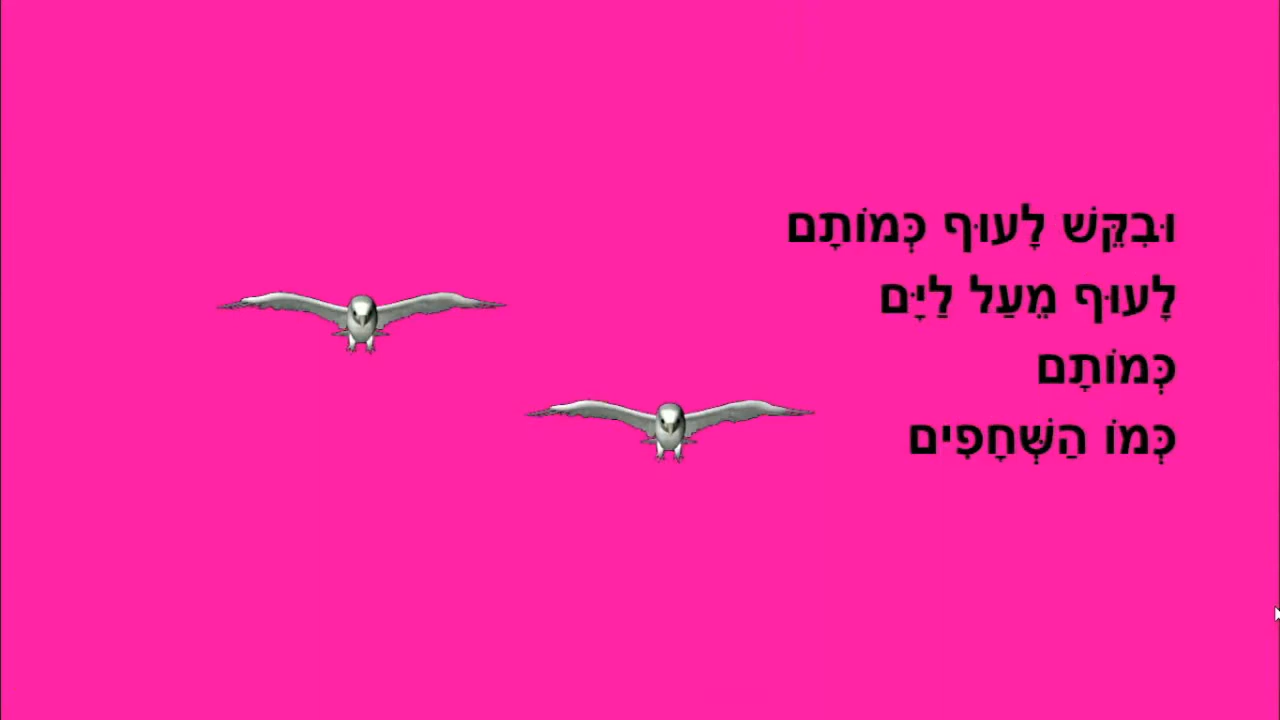 וּבִקֵּשׁ לָעוּף כְּמוֹתָם
לָעוּף מֵעַל לַיָּם
כְּמוֹתָם
כְּמוֹ הַשְּׁחָפִים